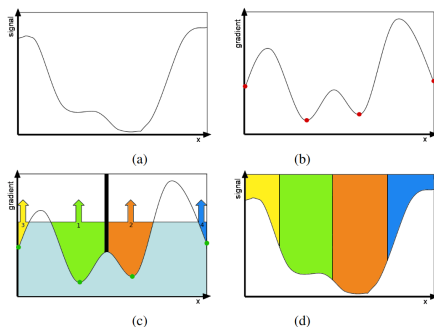 signal
x
(a)
gradient
x
(b)
gradient
3
1
2
4
x
(c)
signal
x
(d)